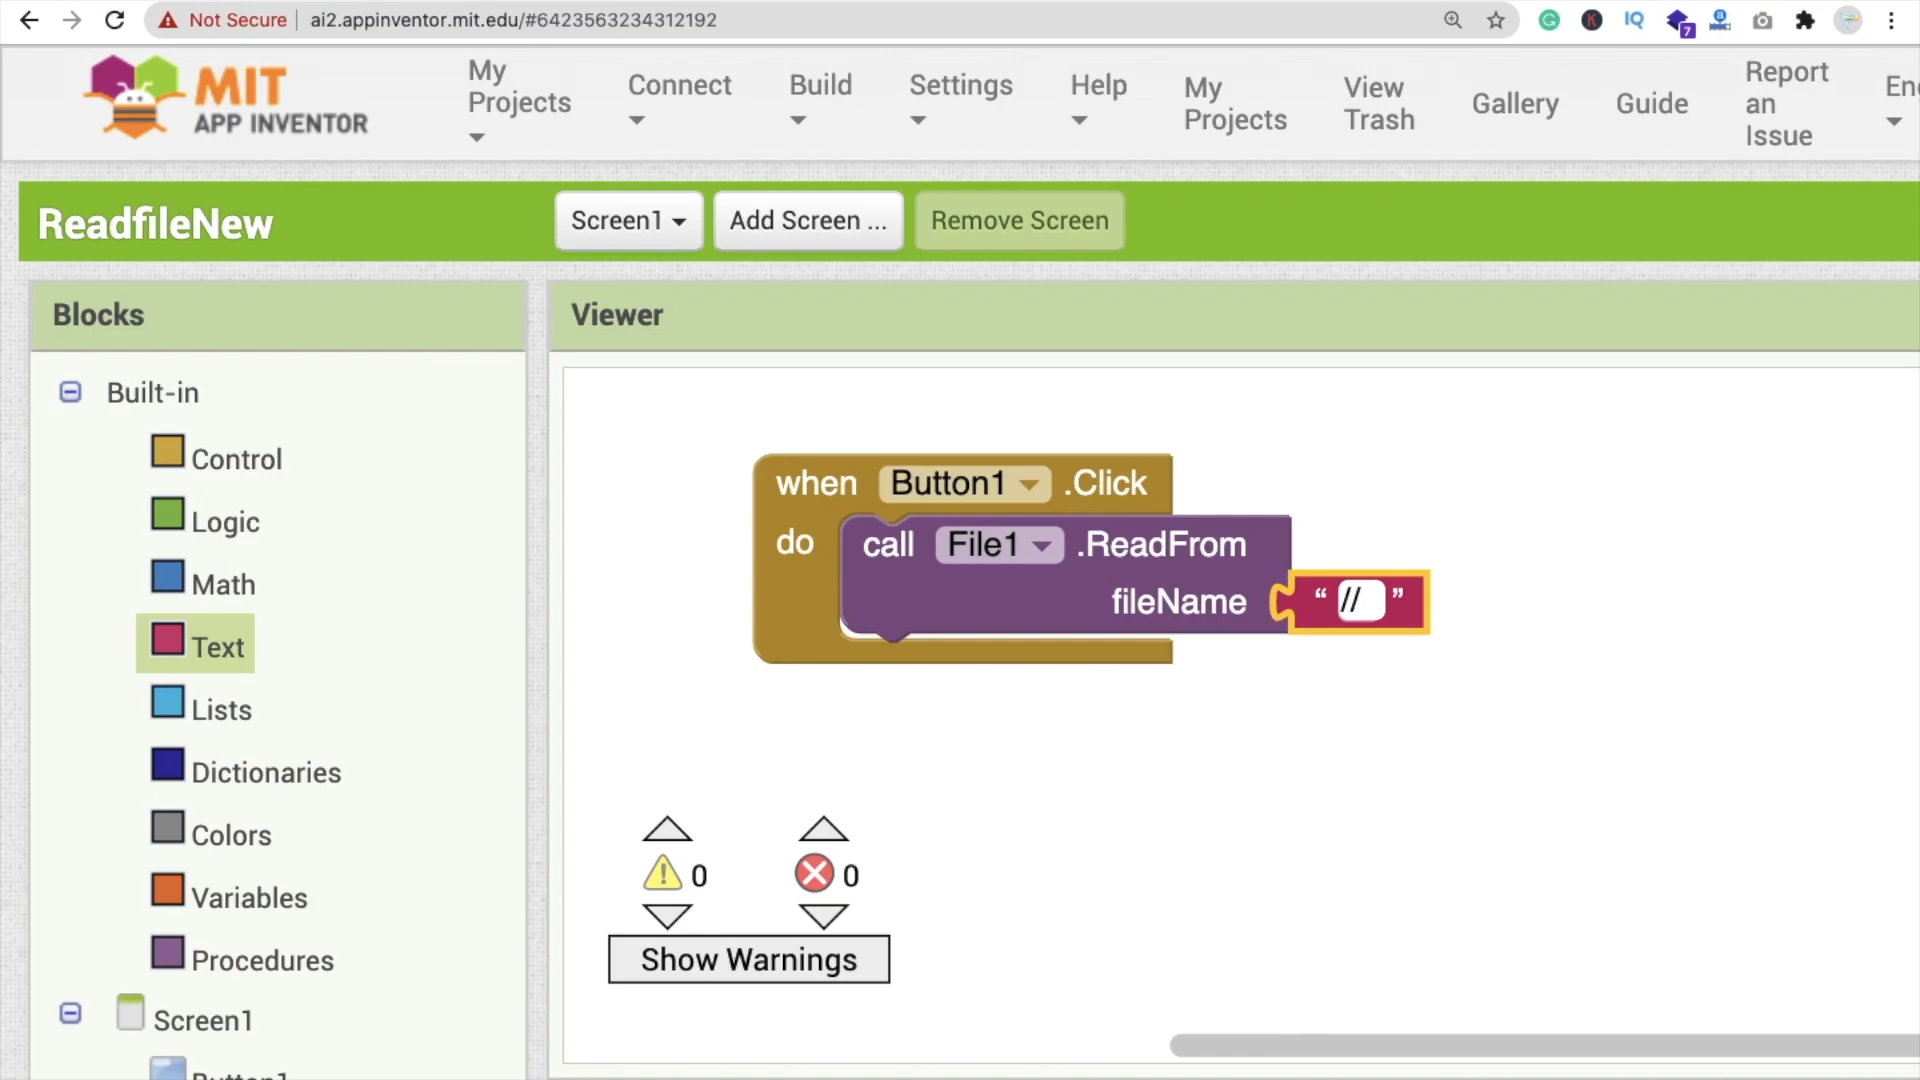 Not Secure ai2.appinventor.mit.edu/#6423563234312192
K IQ 7 a
MIT
APP INVENTOR
My Projects
Connect
Build
Settings
Help
My Projects
View Trash
Gallery
Guide
Report an Issue
ReadfileNew
Screen1
Add Screen ...
Remove Screen
Blocks
Viewer
Built-in
Control
Logic
Math
Text
Lists
Dictionaries
Colors
Variables
Procedures
Screen1
Button1
when Button1 .Click
do call File1 .ReadFrom
fileName “ // ”
0 0
Show Warnings